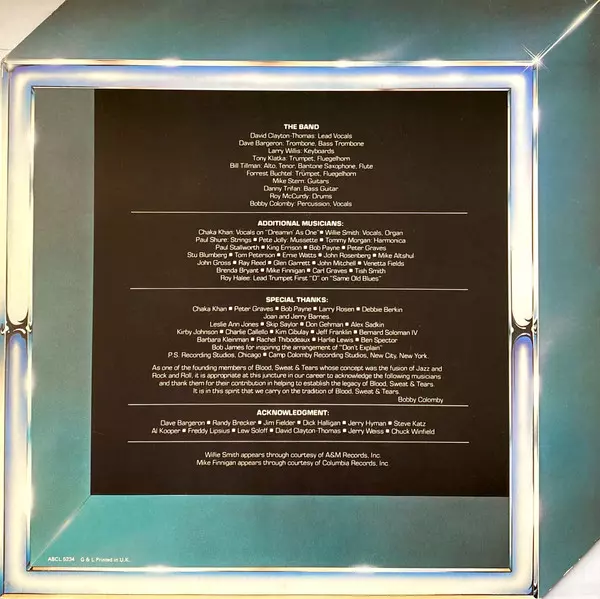 THE BAND
David Clayton-Thomas: Lead Vocals
Dave Bargeron: Trombone, Bass Trombone
Larry Willis: Keyboards
Tony Klatka: Trumpet, Fluegelhorn
Bill Tillman: Alto, Tenor, Baritone Saxophone, Flute
Forrest Buchtel: Trumpet, Fluegelhorn
Mike Stern: Guitars
Danny Trifan: Bass Guitar
Roy McCurdy: Drums
Bobby Colomby: Percussion, Vocals
ADDITIONAL MUSICIANS:
Chaka Khan: Vocals on "Dreamin' As One" ■ Willie Smith: Vocals, Organ
Paul Shure: Strings ■ Pete Jolly: Mussette ■ Tommy Morgan: Harmonica
Paul Stallworth ■ King Errison ■ Bob Payne ■ Peter Graves
Stu Blumberg ■ Tom Peterson ■ Ernie Watts ■ John Rosenberg ■ Mike Altshul
John Gross ■ Ray Reed ■ Glen Garrett ■ John Mitchell ■ Venetta Fields
Brenda Bryant ■ Mike Finnigan ■ Carl Graves ■ Tish Smith
Roy Halee: Lead Trumpet First "D" on "Same Old Blues"
SPECIAL THANKS:
Chaka Khan ■ Peter Graves ■ Bob Payne ■ Larry Rosen ■ Debbie Berkin
Joan and Jerry Barnes.
Leslie Ann Jones ■ Skip Saylor ■ Don Gehman ■ Alex Sadkin
Kirby Johnson ■ Charlie Calello ■ Kim Cibulay ■ Jeff Franklin ■ Bernard Soloman IV
Barbara Kleinman ■ Rachel Thibodeaux ■ Harlie Lewis ■ Ben Spector
Bob James for inspiring the arrangement of "Don't Explain"
P.S. Recording Studios, Chicago ■ Camp Colomby Recording Studios, New City, New York.
As one of the founding members of Blood, Sweat & Tears whose concept was the fusion of Jazz
and Rock and Roll, it is appropriate at this juncture in our career to acknowledge the following musicians
and thank them for their contribution in helping to establish the legacy of Blood, Sweat & Tears.
It is in this spirit that we carry on the tradition of Blood, Sweat & Tears.
Bobby Colomby
ACKNOWLEDGMENT:
Dave Bargeron ■ Randy Brecker ■ Jim Fielder ■ Dick Halligan ■ Jerry Hyman ■ Steve Katz
Al Kooper ■ Freddy Lipsius ■ Lew Soloff ■ David Clayton-Thomas ■ Jerry Weiss ■ Chuck Winfield
Willie Smith appears through courtesy of A&M Records, Inc.
Mike Finnigan appears through courtesy of Columbia Records, Inc.
ABCL 5234 G & L Printed in U.K.